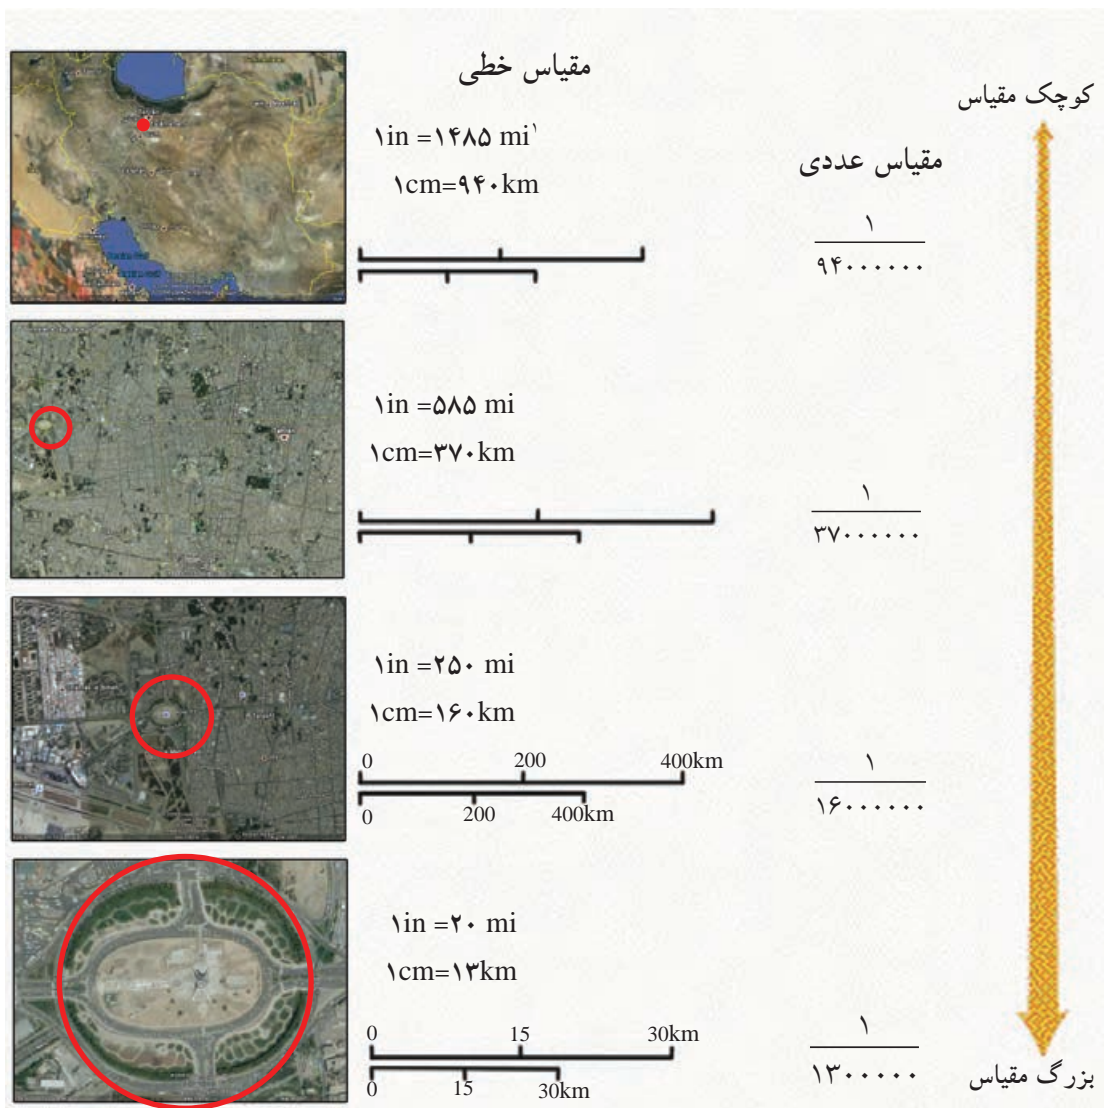 کوچک مقیاس
مقیاس خطی
مقیاس عددی
۱in =۱۴۸۵ mi۱
۱cm=۹۴۰km
۱
۹۴۰۰۰۰۰۰
۱in =۵۸۵ mi
۱cm=۳۷۰km
۱
۳۷۰۰۰۰۰۰
۱in =۲۵۰ mi
۱cm=۱۶۰km
0 200 400km
0 200 400km
۱
۱۶۰۰۰۰۰۰
۱in =۲۰ mi
۱cm=۱۳km
0 15 30km
0 15 30km
۱
۱۳۰۰۰۰۰
بزرگ مقیاس